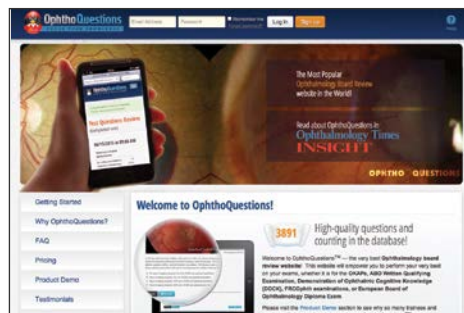 OphthoQuestions
Email Address
Password
Remember me
Log In
Sign up
Help
The Most Popular
Ophthalmology Board Review
website in the World!
Read about OphthoQuestions in
Ophthalmology Times
INSIGHT
OPHTHO QUESTIONS
Getting Started
Why OphthoQuestions?
FAQ
Pricing
Product Demo
Testimonials
Welcome to OphthoQuestions!
3891 High-quality questions and
counting in the database!
Welcome to OphthoQuestions™ — the very best Ophthalmology board
review website! This website will empower you to perform your very best
on your exams, whether it is for the OKAPs, ABO Written Qualifying
Examination, Demonstration of Ophthalmic Cognitive Knowledge
(DOCK), FRCOphth examinations, or European Board of
Ophthalmology Diploma Exam.
Please visit the Product Demo section to see why so many trainees and